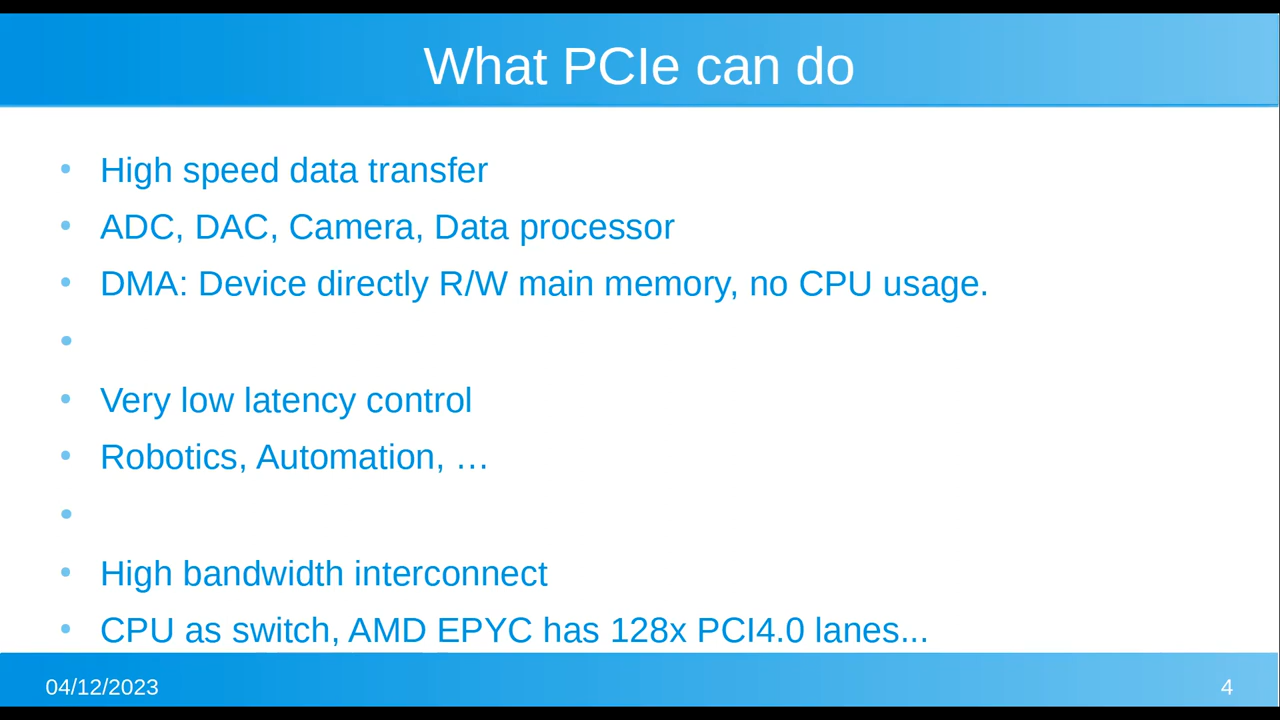 What PCIe can do
• High speed data transfer
• ADC, DAC, Camera, Data processor
• DMA: Device directly R/W main memory, no CPU usage.
•
• Very low latency control
• Robotics, Automation, …
•
• High bandwidth interconnect
• CPU as switch, AMD EPYC has 128x PCI4.0 lanes...
04/12/2023
4